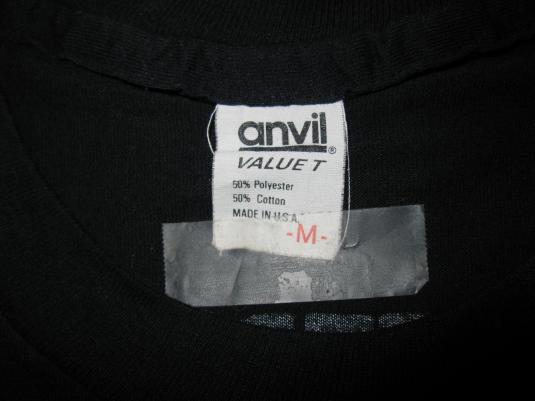 anvil®
VALUE T
50% Polyester
50% Cotton
MADE IN U.S.A.
-M-